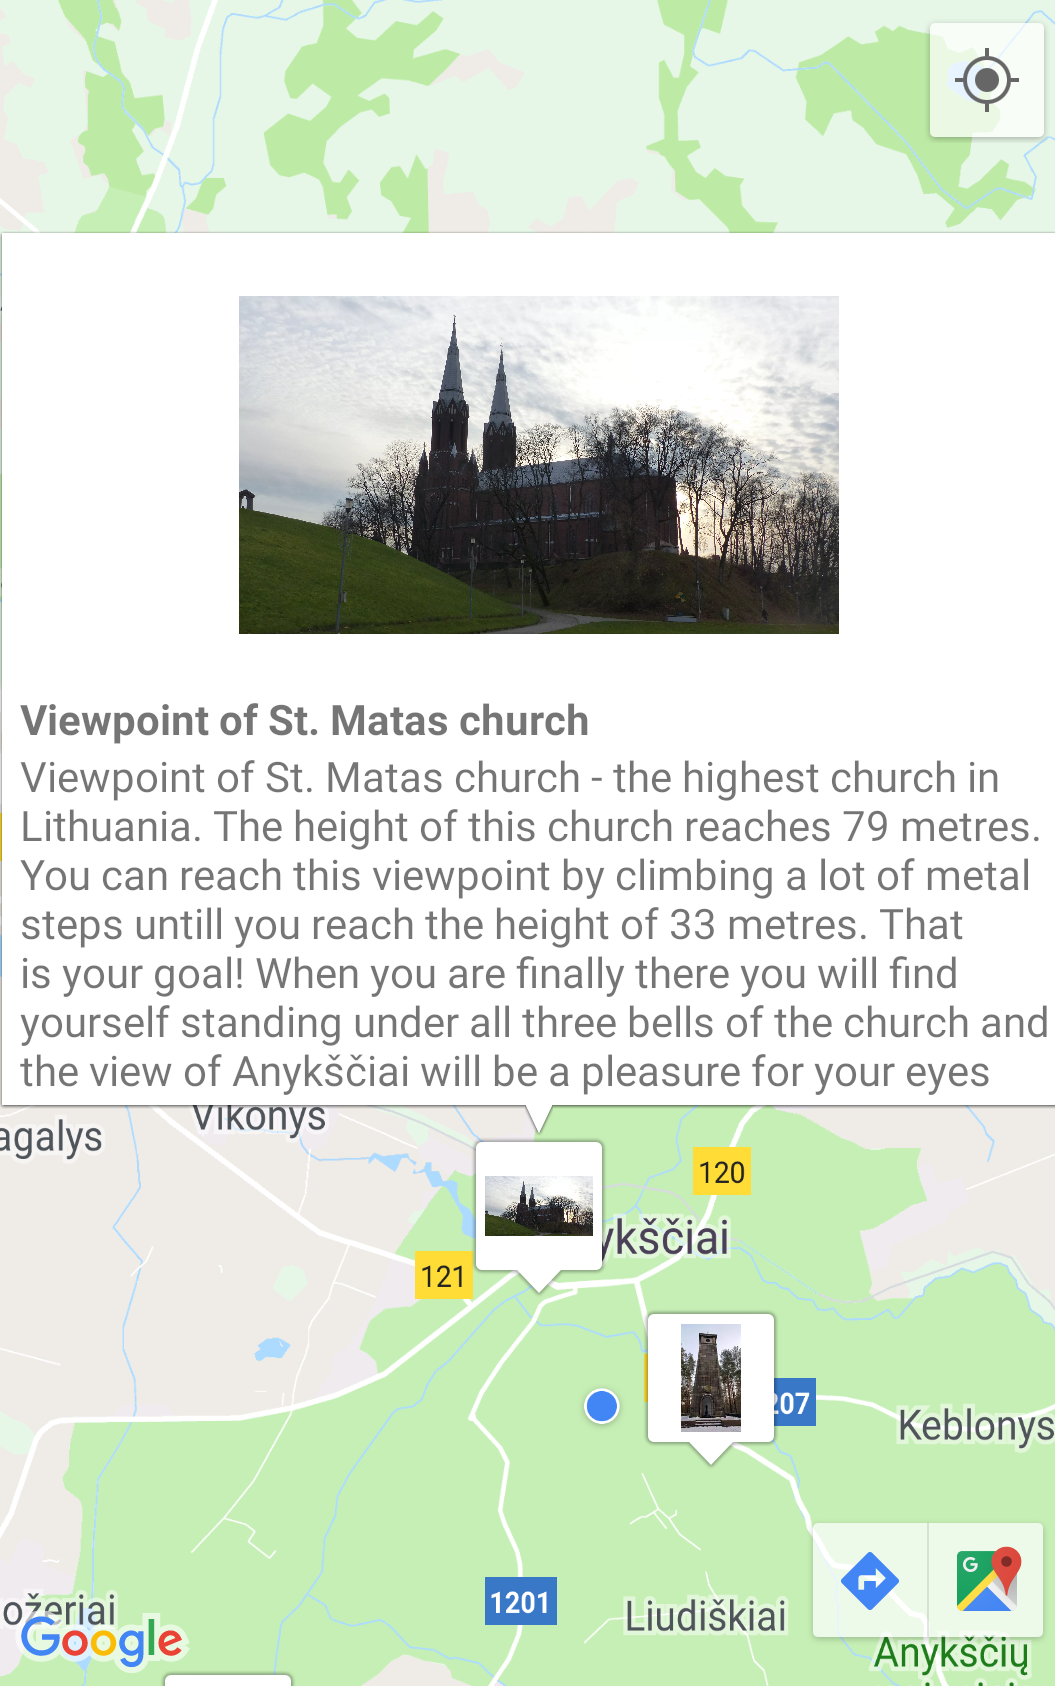 Viewpoint of St. Matas church
Viewpoint of St. Matas church - the highest church in
Lithuania. The height of this church reaches 79 metres.
You can reach this viewpoint by climbing a lot of metal
steps untill you reach the height of 33 metres. That
is your goal! When you are finally there you will find
yourself standing under all three bells of the church and
the view of Anykščiai will be a pleasure for your eyes
Vikonys
agalys
120
ykščiai
121
207
Keblonys
1201
ožeriai
Liudiškiai
Google
Anykščių